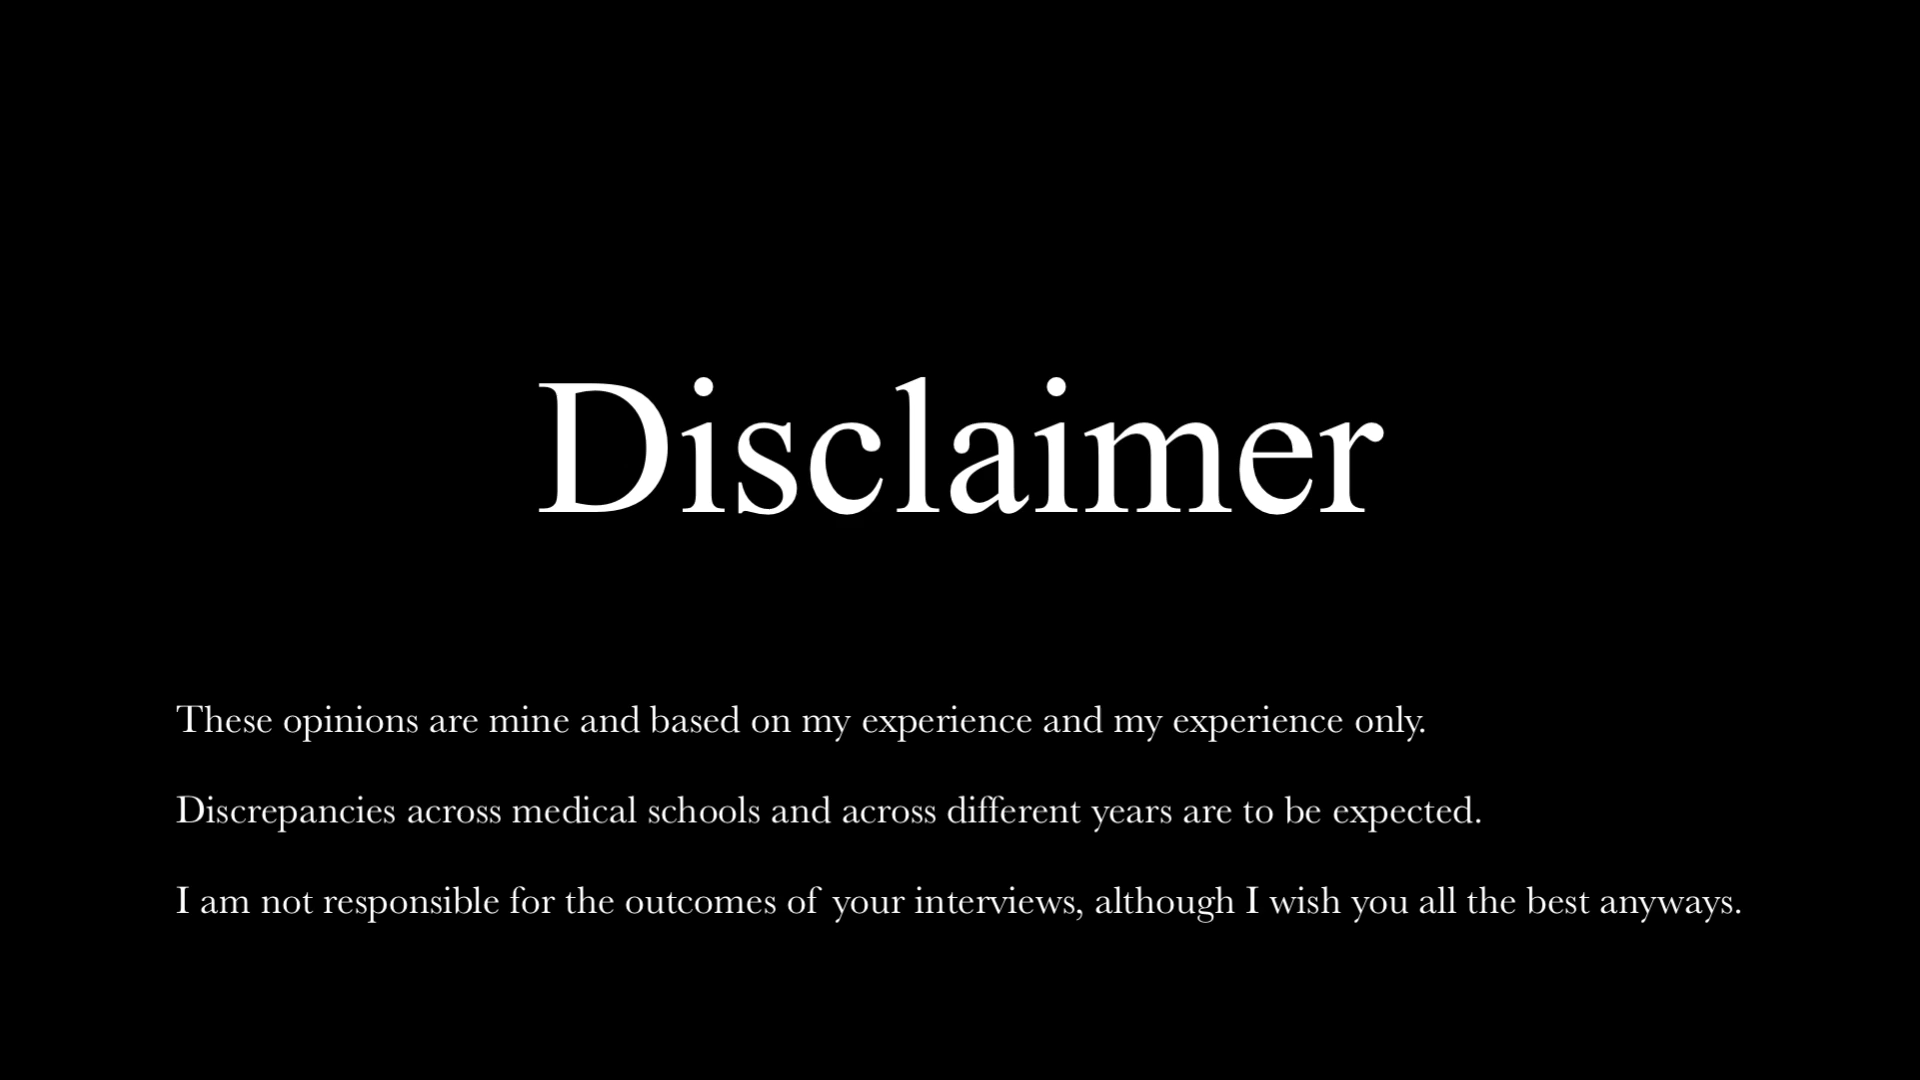 Disclaimer
These opinions are mine and based on my experience and my experience only.
Discrepancies across medical schools and across different years are to be expected.
I am not responsible for the outcomes of your interviews, although I wish you all the best anyways.